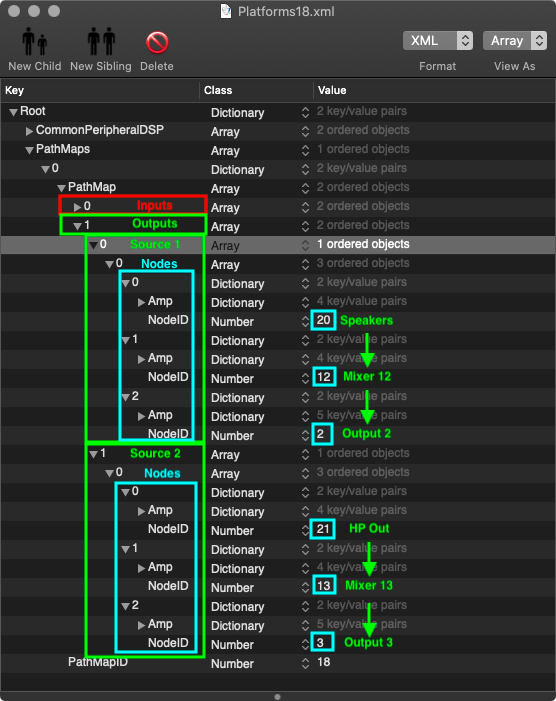 Platforms18.xml
New Child New Sibling Delete XML Format Array View As
Key Class Value
Root Dictionary 2 key/value pairs
CommonPeripheralDSP Array 2 ordered objects
PathMaps Array 1 ordered objects
0 Dictionary 2 key/value pairs
PathMap Array 2 ordered objects
0 Inputs Array 2 ordered objects
1 Outputs Array 2 ordered objects
0 Source 1 Array 1 ordered objects
0 Nodes Array 3 ordered objects
0 Dictionary 2 key/value pairs
Amp Dictionary 4 key/value pairs
NodeID Number 20 Speakers
1 Dictionary 2 key/value pairs
Amp Dictionary 2 key/value pairs
NodeID Number 12 Mixer 12
2 Dictionary 2 key/value pairs
Amp Dictionary 5 key/value pairs
NodeID Number 2 Output 2
1 Source 2 Array 1 ordered objects
0 Nodes Array 3 ordered objects
0 Dictionary 2 key/value pairs
Amp Dictionary 4 key/value pairs
NodeID Number 21 HP Out
1 Dictionary 2 key/value pairs
Amp Dictionary 4 key/value pairs
NodeID Number 13 Mixer 13
2 Dictionary 2 key/value pairs
Amp Dictionary 5 key/value pairs
NodeID Number 3 Output 3
PathMapID Number 18